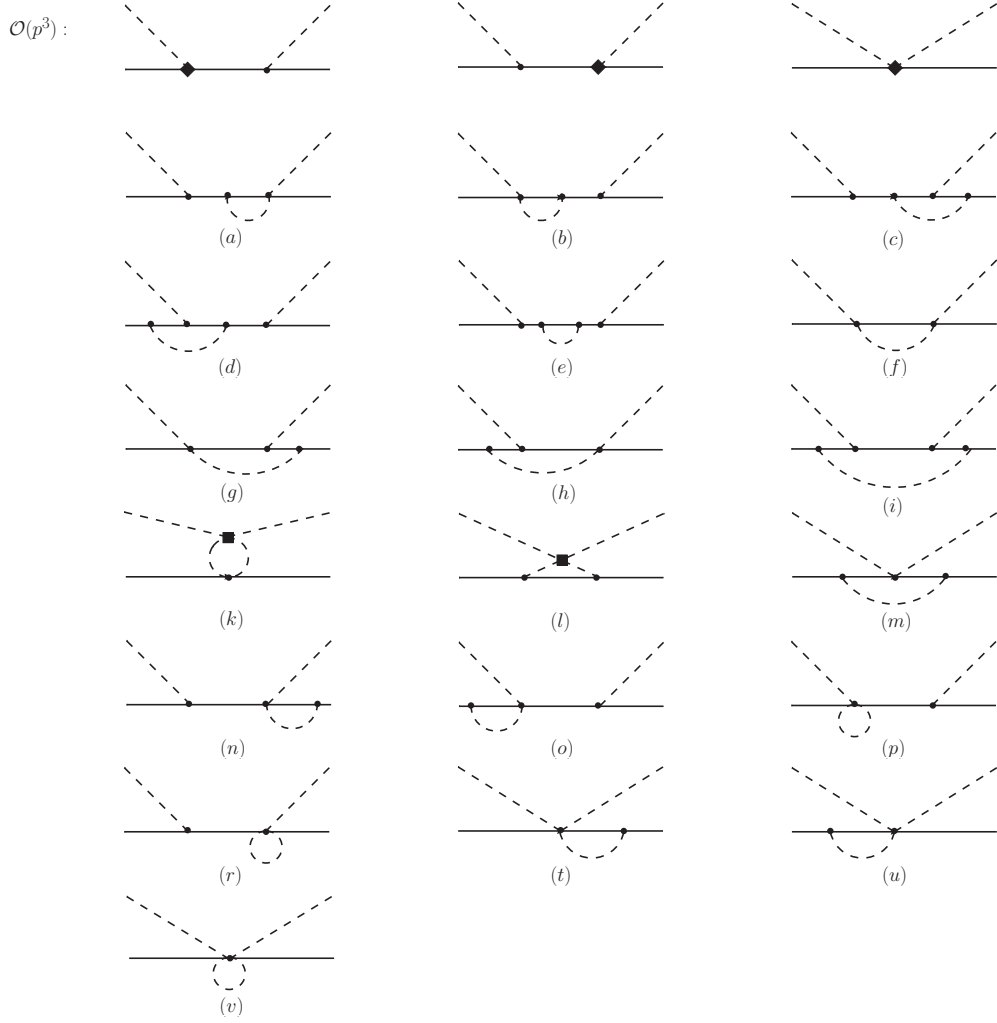 𝒪(p³) :
(a) (b) (c)
(d) (e) (f)
(g) (h) (i)
(k) (l) (m)
(n) (o) (p)
(r) (t) (u)
(v)